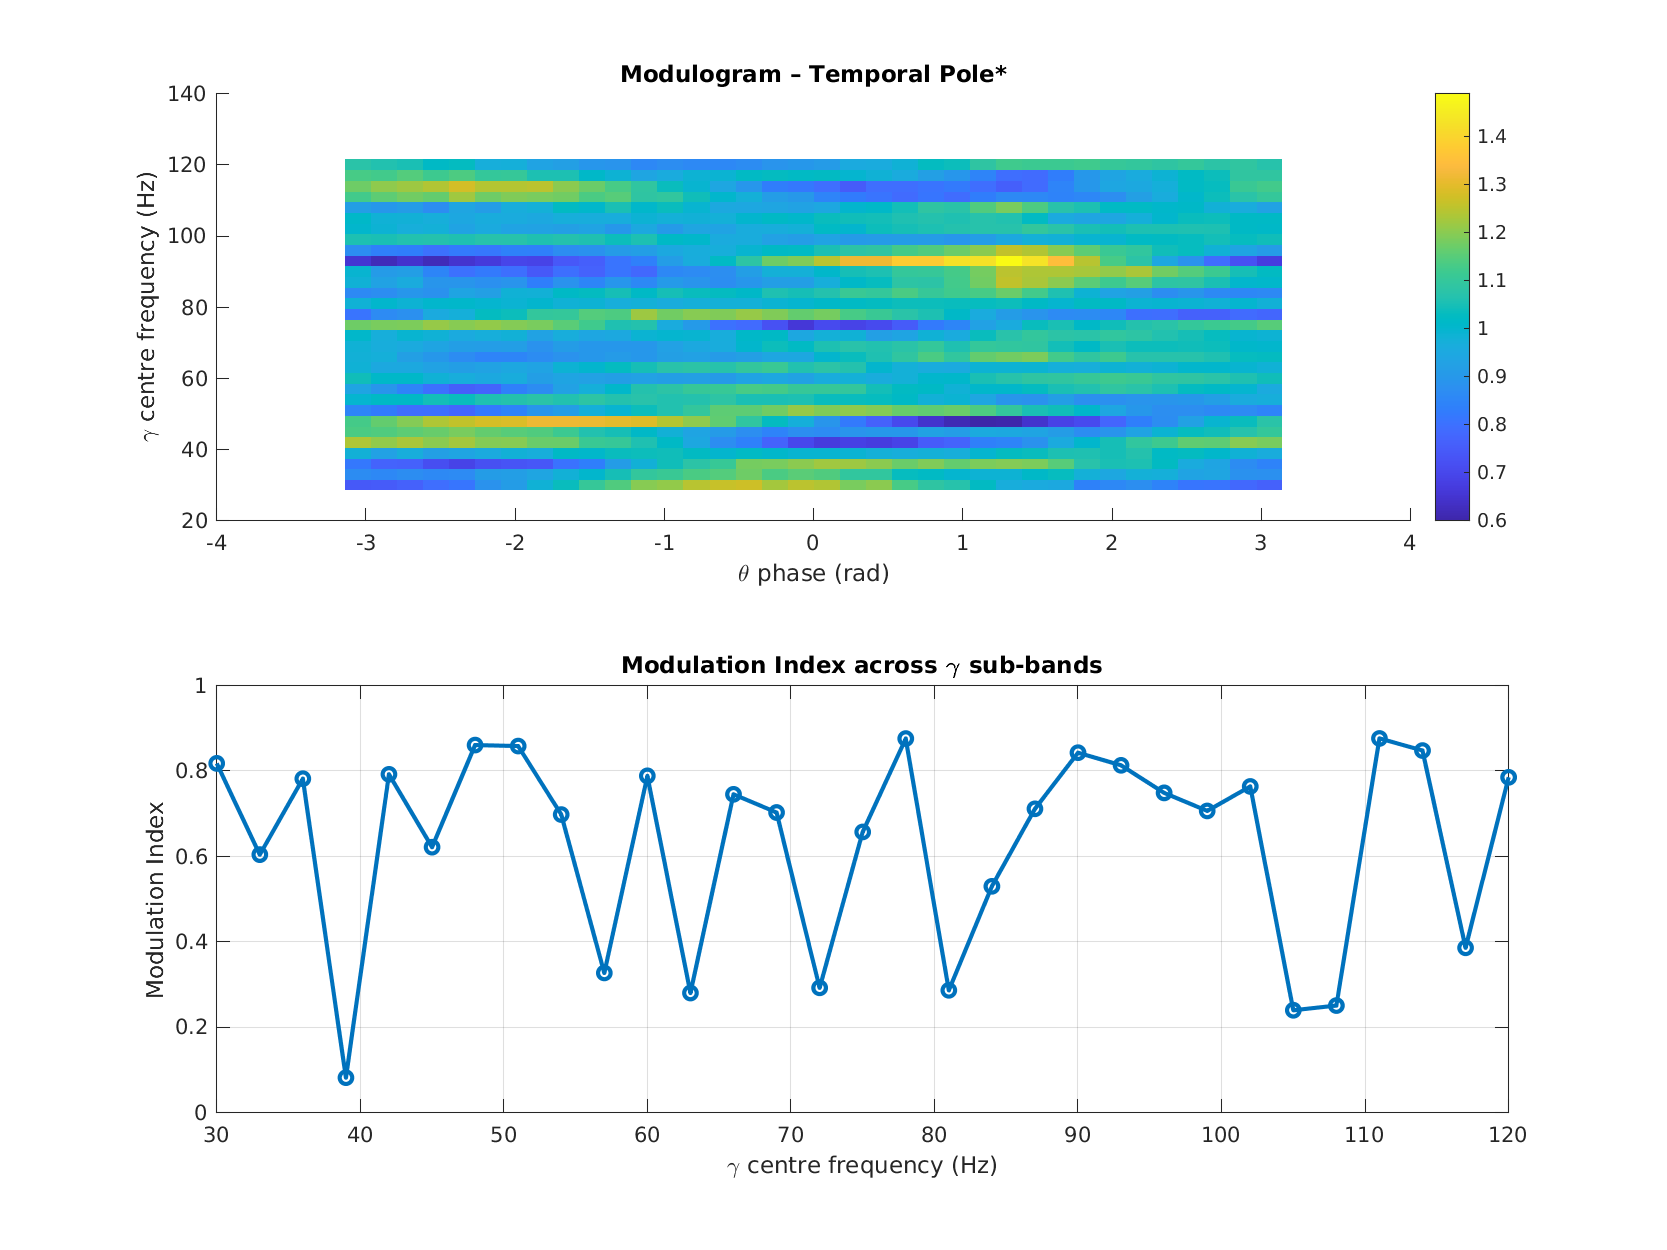 Modulogram – Temporal Pole*
140
120
100
80
60
40
20
γ centre frequency (Hz)
-4 -3 -2 -1 0 1 2 3 4
θ phase (rad)
1.4
1.3
1.2
1.1
1
0.9
0.8
0.7
0.6
Modulation Index across γ sub-bands
1
0.8
0.6
0.4
0.2
0
Modulation Index
30 40 50 60 70 80 90 100 110 120
γ centre frequency (Hz)